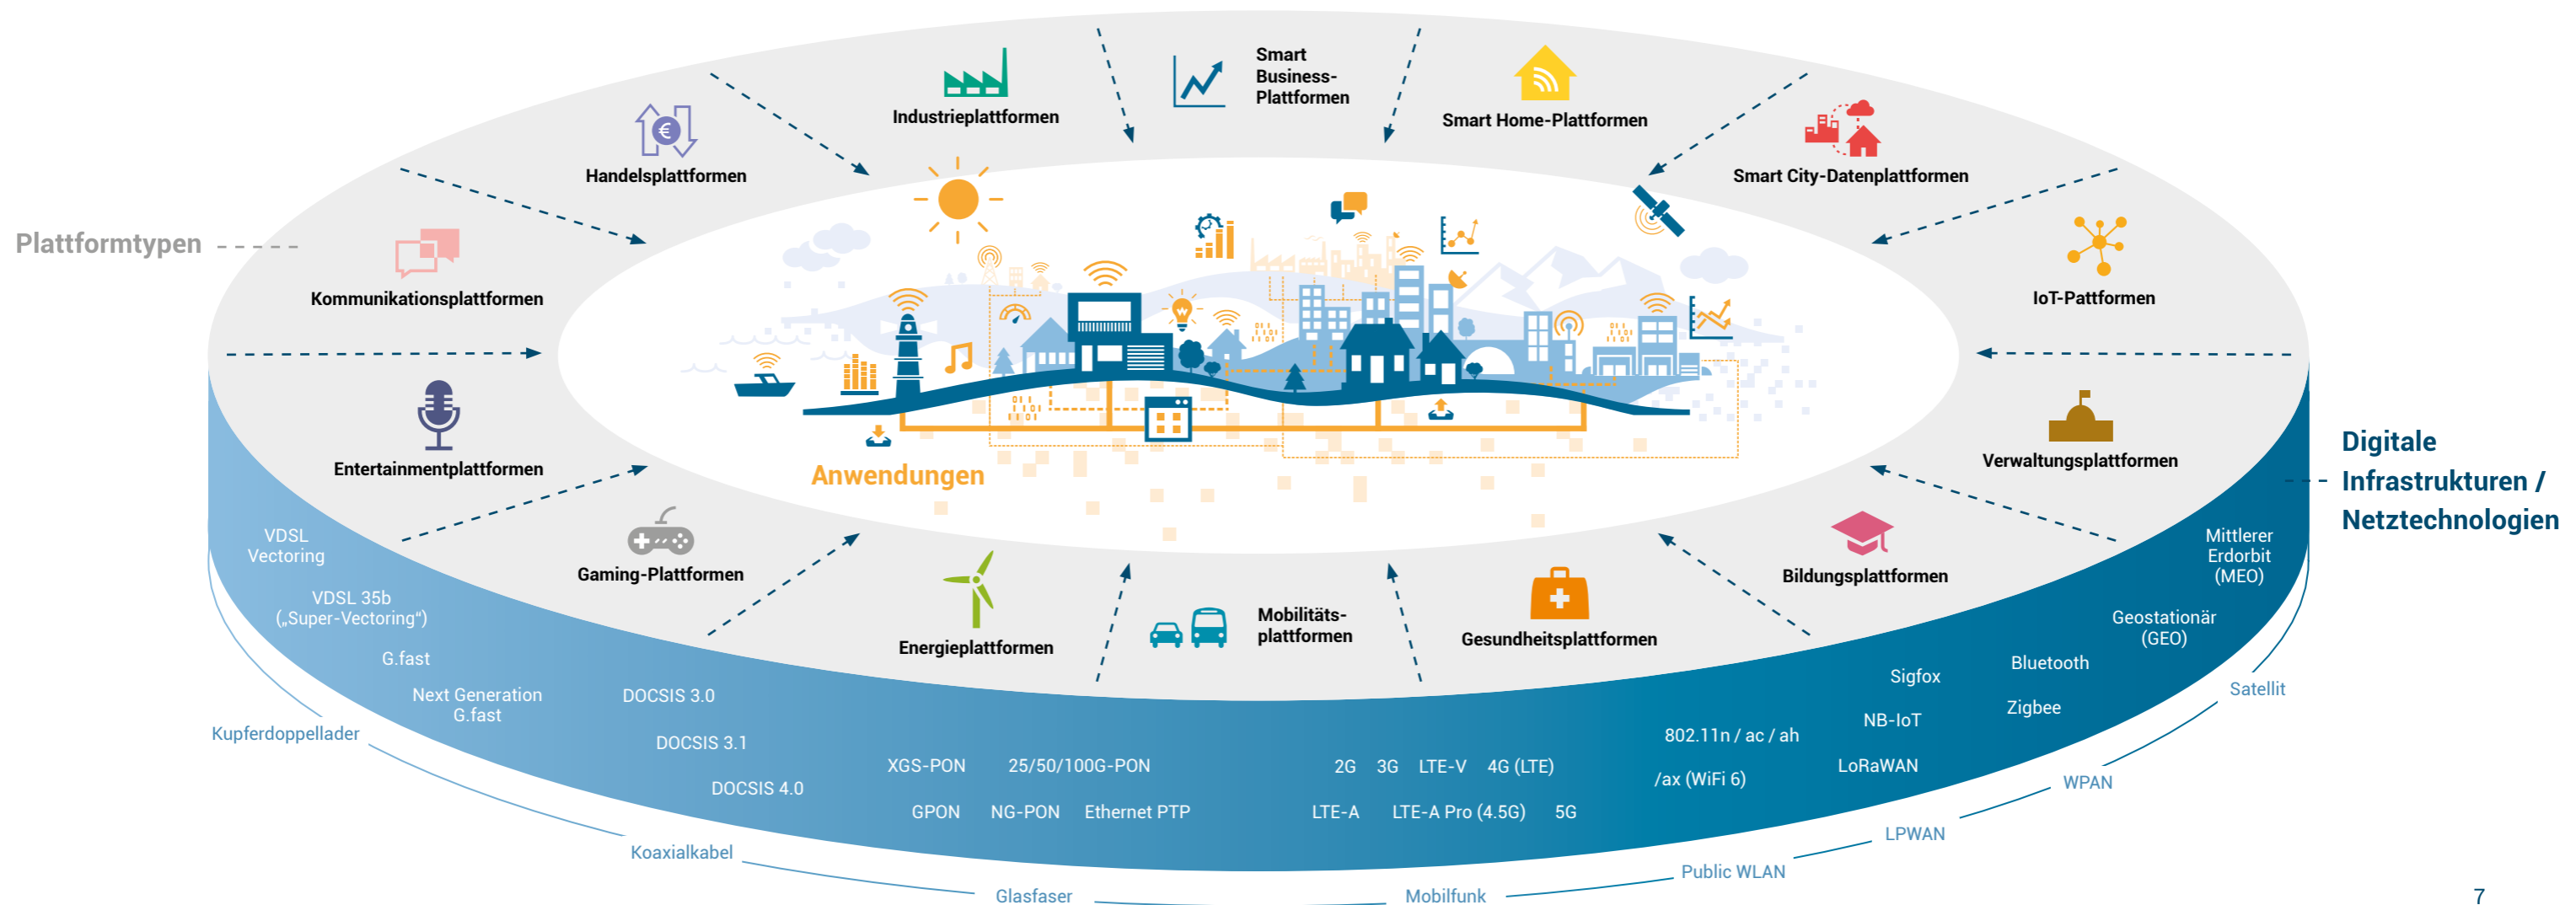 Smart
Business-
Plattformen
Industrieplattformen
Smart Home-Plattformen
Handelsplattformen
Smart City-Datenplattformen
Plattformtypen
Kommunikationsplattformen
IoT-Pattformen
Entertainmentplattformen
Verwaltungsplattformen
Anwendungen
Digitale
Infrastrukturen /
Netztechnologien
Gaming-Plattformen
Bildungsplattformen
Energieplattformen
Mobilitäts-
plattformen
Gesundheitsplattformen
VDSL
Vectoring
VDSL 35b
(„Super-Vectoring“)
G.fast
Next Generation
G.fast
DOCSIS 3.0
DOCSIS 3.1
DOCSIS 4.0
XGS-PON 25/50/100G-PON
GPON NG-PON Ethernet PTP
2G 3G LTE-V 4G (LTE)
LTE-A LTE-A Pro (4.5G) 5G
802.11n / ac / ah
/ax (WiFi 6)
Sigfox
NB-IoT
LoRaWAN
Bluetooth
Zigbee
Mittlerer
Erdorbit
(MEO)
Geostationär
(GEO)
Kupferdoppellader
Koaxialkabel
Glasfaser
Mobilfunk
Public WLAN
LPWAN
WPAN
Satellit
7